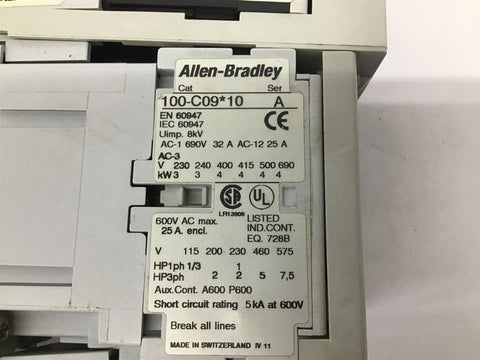 Allen-Bradley
Cat Ser
100-C09*10 A
EN 60947
IEC 60947
Uimp. 8kV
CE
AC-1 690V 32 A AC-12 25 A
AC-3
V 230 240 400 415 500 690
kW 3 3 4 4 4 4
SA UL
LR13908
600V AC max. LISTED
25 A. encl. IND.CONT.
EQ. 728B
V 115 200 230 460 575
HP1ph 1/3 1
HP3ph 2 2 5 7,5
Aux.Cont. A600 P600
Short circuit rating 5kA at 600V
Break all lines
MADE IN SWITZERLAND IV 11